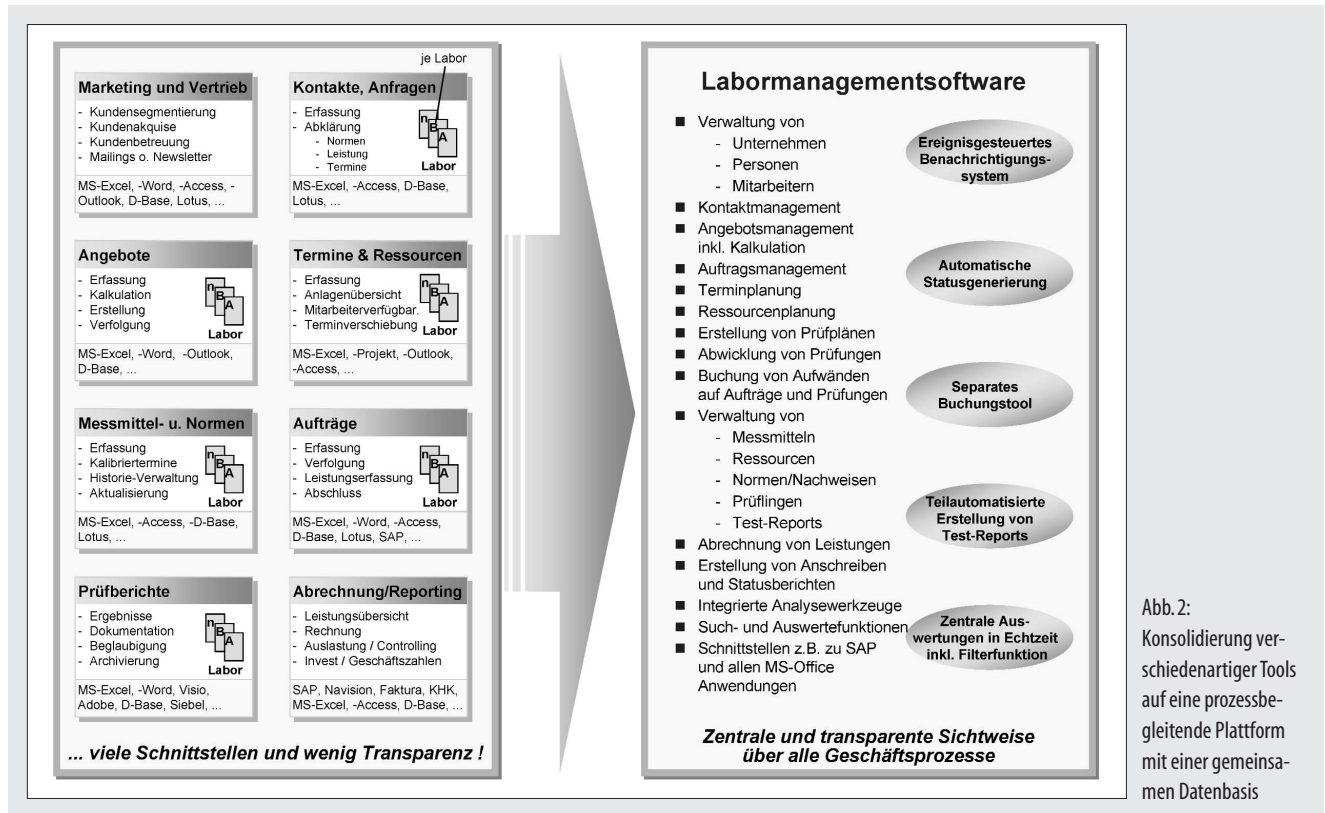 je Labor
Marketing und Vertrieb
- Kundensegmentierung
- Kundenakquise
- Kundenbetreuung
- Mailings o. Newsletter
MS-Excel, -Word, -Access, -
Outlook, D-Base, Lotus, ...
Kontakte, Anfragen
- Erfassung
- Abklärung
- Normen
- Leistung
- Termine
n
B
A
Labor
MS-Excel, -Access, D-Base,
Lotus, ...
Angebote
- Erfassung
- Kalkulation
- Erstellung
- Verfolgung
n
B
A
Labor
MS-Excel, -Word, -Outlook,
D-Base, ...
Termine & Ressourcen
- Erfassung
- Anlagenübersicht
- Mitarbeiterverfügbar.
- Terminverschiebung
n
B
A
Labor
MS-Excel, -Projekt, -Outlook,
-Access, ...
Messmittel- u. Normen
- Erfassung
- Kalibriertermine
- Historie-Verwaltung
- Aktualisierung
n
B
A
Labor
MS-Excel, -Access, -D-Base,
Lotus, ...
Aufträge
- Erfassung
- Verfolgung
- Leistungserfassung
- Abschluss
n
B
A
Labor
MS-Excel, -Word, -Access,
D-Base, Lotus, SAP, ...
Prüfberichte
- Ergebnisse
- Dokumentation
- Beglaubigung
- Archivierung
n
B
A
Labor
MS-Excel, -Word, Visio,
Adobe, D-Base, Siebel, ...
Abrechnung/Reporting
- Leistungsübersicht
- Rechnung
- Auslastung / Controlling
- Invest / Geschäftszahlen
SAP, Navision, Faktura, KHK,
MS-Excel, -Access, D-Base, ...
... viele Schnittstellen und wenig Transparenz !
Labormanagementsoftware
■ Verwaltung von
- Unternehmen
- Personen
- Mitarbeitern
■ Kontaktmanagement
■ Angebotsmanagement
inkl. Kalkulation
■ Auftragsmanagement
■ Terminplanung
■ Ressourcenplanung
■ Erstellung von Prüfplänen
■ Abwicklung von Prüfungen
■ Buchung von Aufwänden
auf Aufträge und Prüfungen
■ Verwaltung von
- Messmitteln
- Ressourcen
- Normen/Nachweisen
- Prüflingen
- Test-Reports
■ Abrechnung von Leistungen
■ Erstellung von Anschreiben
und Statusberichten
■ Integrierte Analysewerkzeuge
■ Such- und Auswertefunktionen
■ Schnittstellen z.B. zu SAP
und allen MS-Office
Anwendungen
Ereignisgesteuertes
Benachrichtigungs-
system
Automatische
Statusgenerierung
Separates
Buchungstool
Teilautomatisierte
Erstellung von
Test-Reports
Zentrale Aus-
wertungen in Echtzeit
inkl. Filterfunktion
Zentrale und transparente Sichtweise
über alle Geschäftsprozesse
Abb. 2:
Konsolidierung ver-
schiedenartiger Tools
auf eine prozessbe-
gleitende Plattform
mit einer gemeinsa-
men Datenbasis